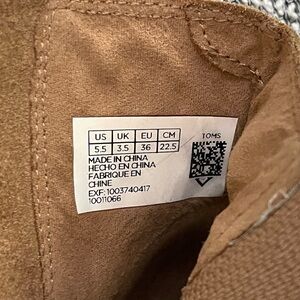 US UK EU CM TOMS
5.5 3.5 36 22.5
MADE IN CHINA
HECHO EN CHINA
FABRIQUE EN
CHINE
EXF: 1003740417
10011066